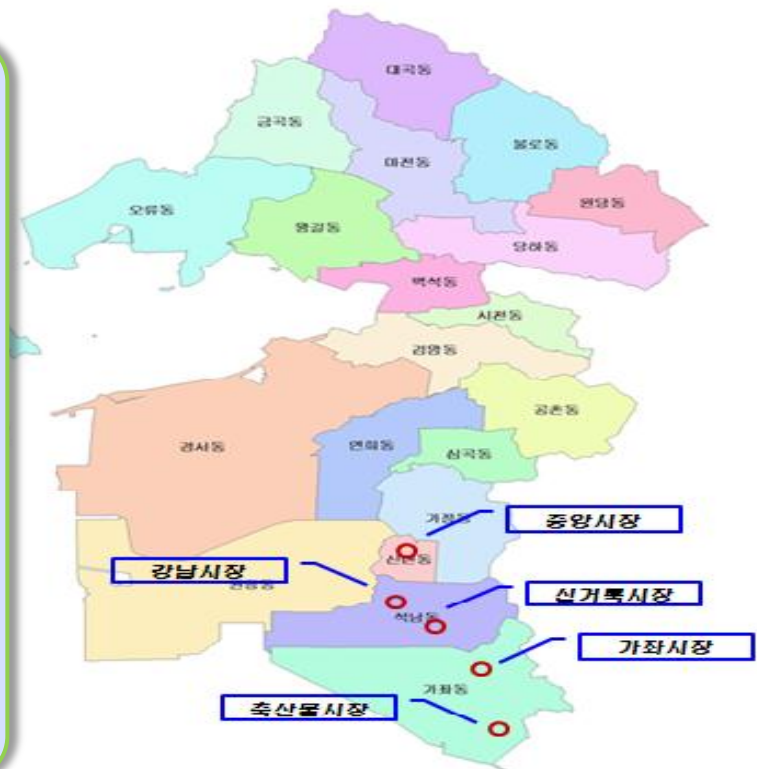 대곡동
금곡동
불로동
마전동
오류동
원당동
왕길동
당하동
백석동
시천동
검암동
공촌동
경서동
연희동
심곡동
가정동
중앙시장
강남시장
신거북시장
석남동
가좌시장
가좌동
축산물시장